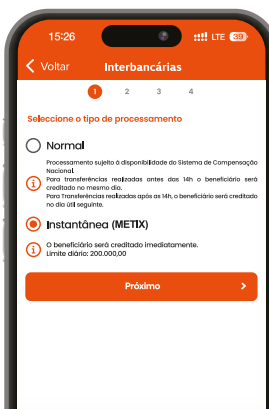 15:26 LTE 39
Voltar Interbancárias
1 2 3 4
Seleccione o tipo de processamento
Normal
Processamento sujeito à disponibilidade do Sistema de Compensação
Nacional.
Para transferências realizadas antes das 14h o beneficiário será
creditado no mesmo dia.
Para Transferências realizadas após as 14h, o beneficiário será creditado
no dia útil seguinte.
Instantânea (METIX)
O beneficiário será creditado imediatamente.
Limite diário: 200.000,00
Próximo